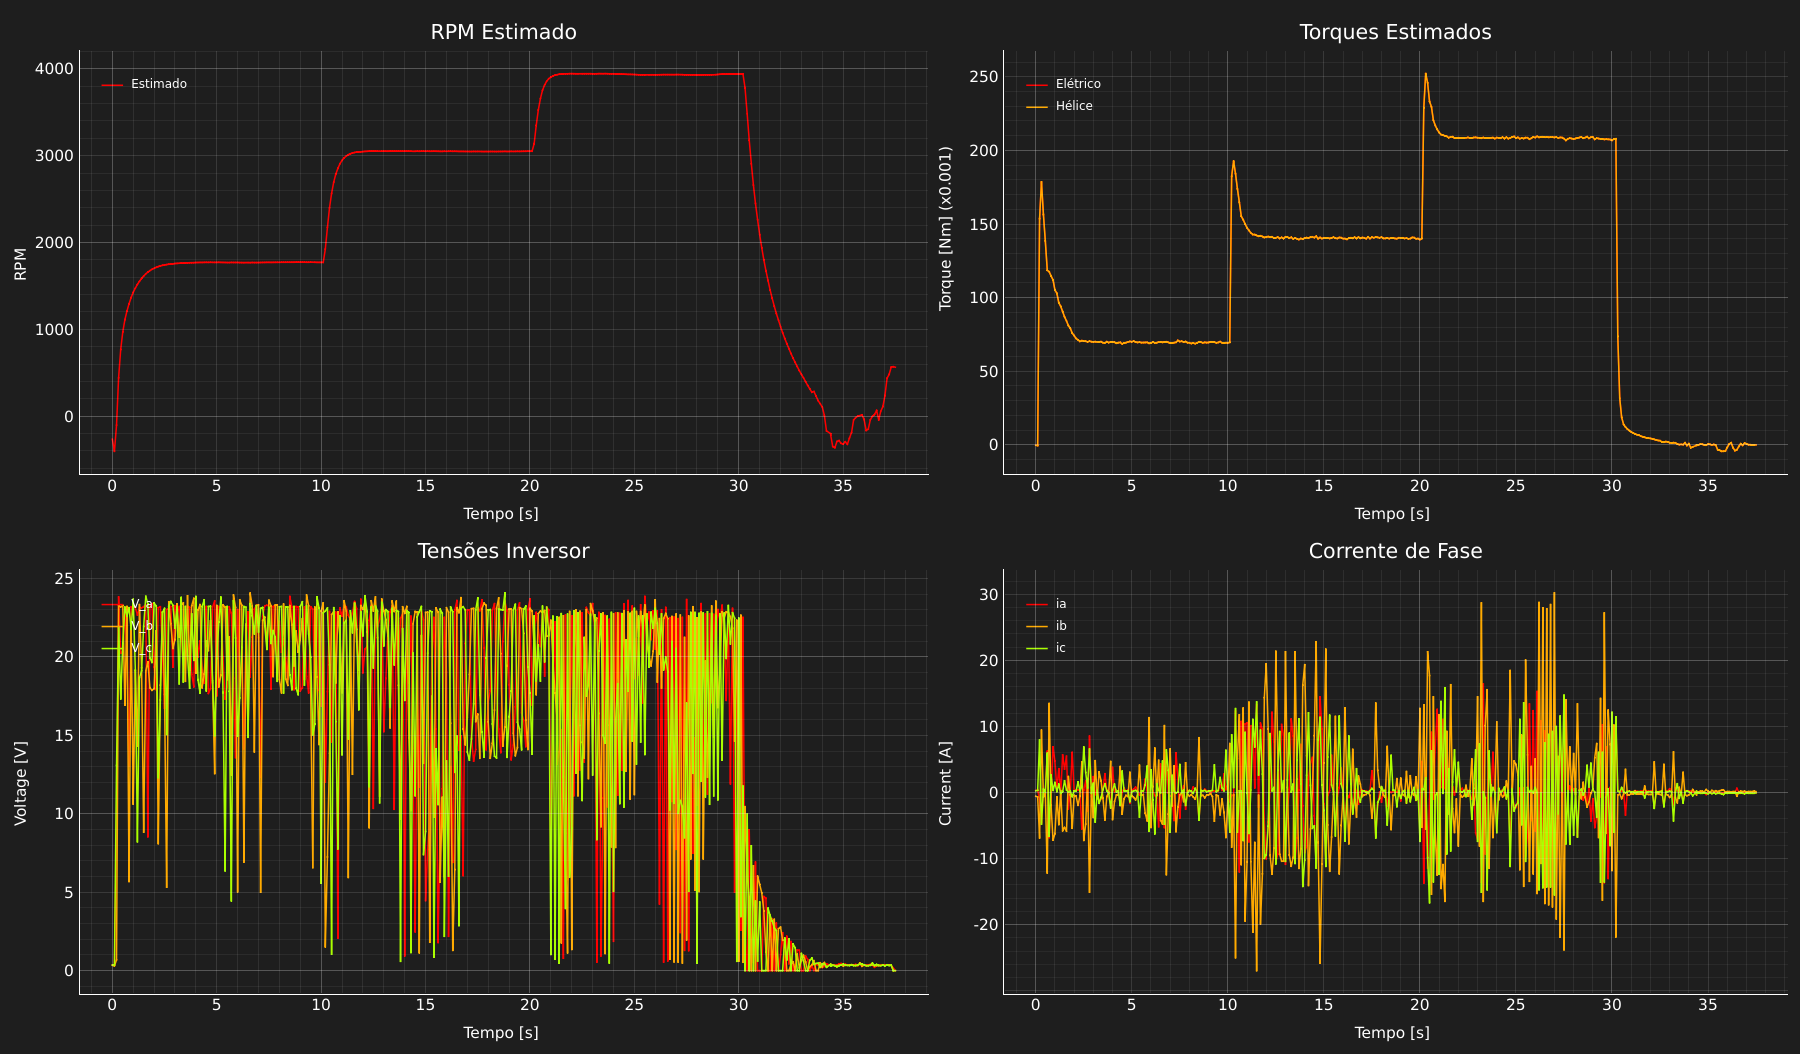 RPM Estimado
4000
3000
2000
1000
0
RPM
Estimado
0 5 10 15 20 25 30 35
Tempo [s]
Torques Estimados
250
200
150
100
50
0
Torque [Nm] (x0.001)
Elétrico
Hélice
0 5 10 15 20 25 30 35
Tempo [s]
Tensões Inversor
25
20
15
10
5
0
Voltage [V]
V_a
V_b
V_c
0 5 10 15 20 25 30 35
Tempo [s]
Corrente de Fase
30
20
10
0
-10
-20
Current [A]
ia
ib
ic
0 5 10 15 20 25 30 35
Tempo [s]